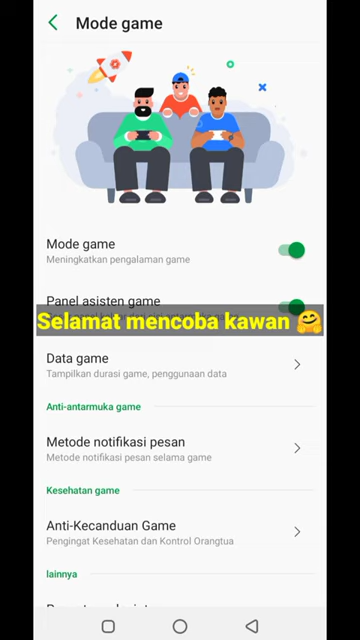 Mode game
Mode game
Meningkatkan pengalaman game
Panel asisten game
Selamat mencoba kawan 🤗
Data game
Tampilkan durasi game, penggunaan data
Anti-antarmuka game
Metode notifikasi pesan
Metode notifikasi pesan selama game
Kesehatan game
Anti-Kecanduan Game
Pengingat Kesehatan dan Kontrol Orangtua
lainnya